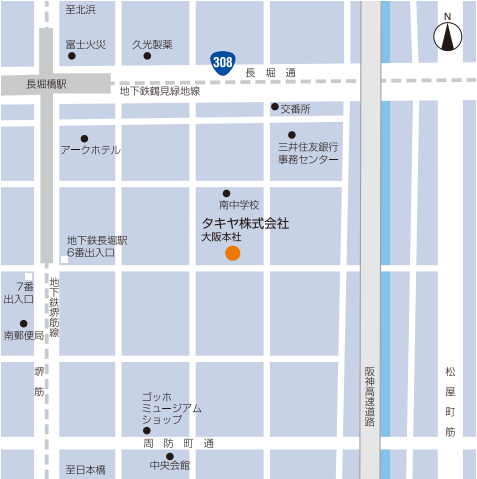 至北浜
N
富士火災
久光製薬
308
長堀通
長堀橋駅
地下鉄鶴見緑地線
交番所
アークホテル
三井住友銀行
事務センター
南中学校
タキヤ株式会社
大阪本社
地下鉄長堀駅
6番出入口
7番
出入口
地下鉄堺筋線
南郵便局
堺筋
阪神高速道路
松屋町筋
ゴッホ
ミュージアム
ショップ
周防町通
中央会館
至日本橋